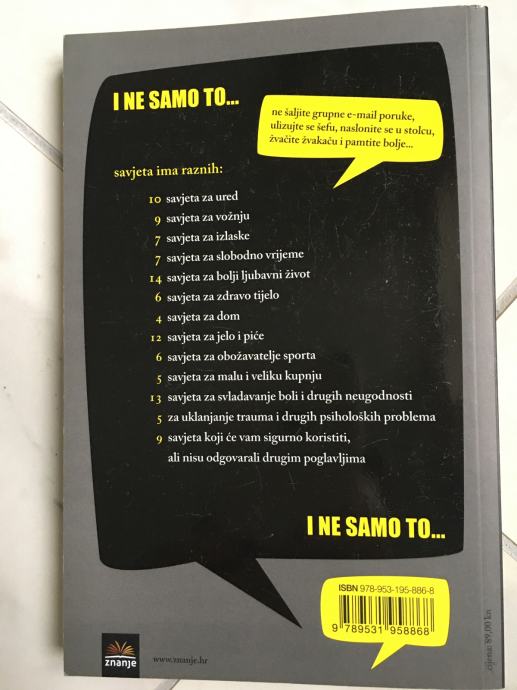 I NE SAMO TO...
ne šaljite grupne e-mail poruke,
ulizujte se šefu, naslonite se u stolcu,
žvačite žvakaću i pamtite bolje...
savjeta ima raznih:
10 savjeta za ured
9 savjeta za vožnju
7 savjeta za izlaske
7 savjeta za slobodno vrijeme
14 savjeta za bolji ljubavni život
6 savjeta za zdravo tijelo
4 savjeta za dom
12 savjeta za jelo i piće
6 savjeta za obožavatelje sporta
5 savjeta za malu i veliku kupnju
13 savjeta za svladavanje boli i drugih neugodnosti
5 za uklanjanje trauma i drugih psiholoških problema
9 savjeta koji će vam sigurno koristiti,
ali nisu odgovarali drugim poglavljima
I NE SAMO TO...
ISBN 978-953-195-886-8
9 789531 958868
znanje
www.znanje.hr
cijena: 89,00 kn